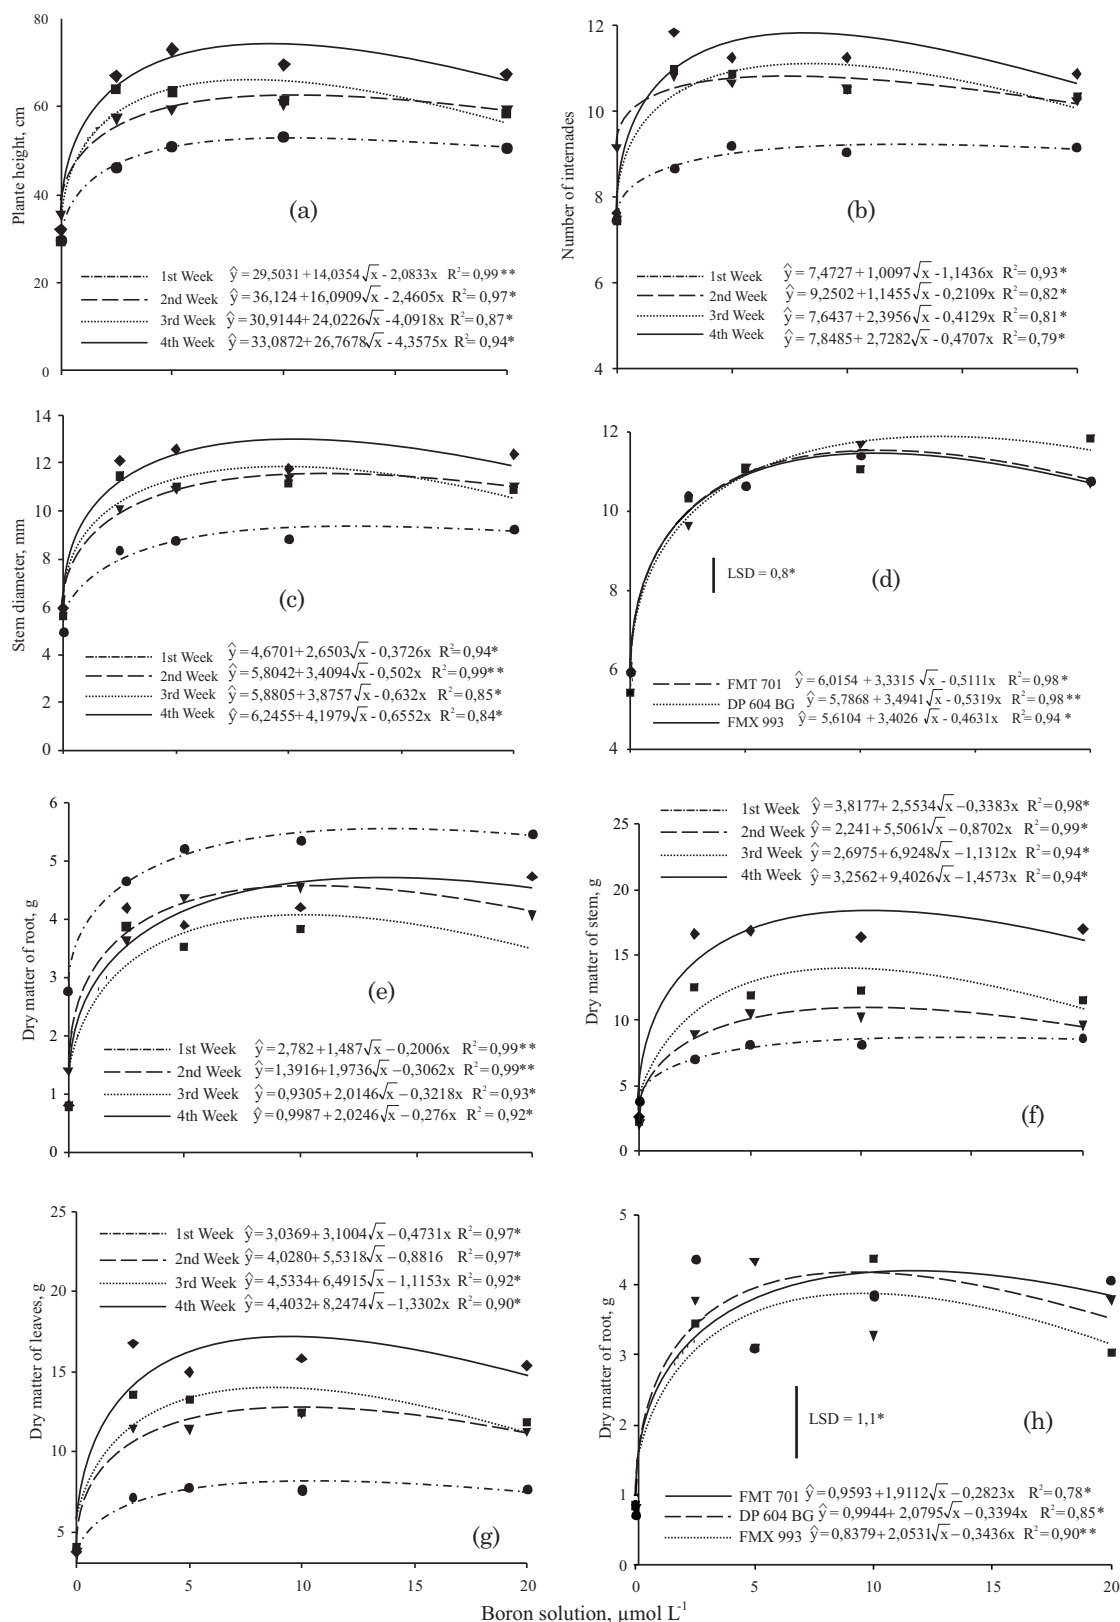 80
60
40
20
0
Plante height, cm
(a)
1st Week ŷ = 29,5031 + 14,0354√x - 2,0833x R² = 0,99**
2nd Week ŷ = 36,124 + 16,0909√x - 2,4605x R² = 0,97*
3rd Week ŷ = 30,9144 + 24,0226√x - 4,0918x R² = 0,87*
4th Week ŷ = 33,0872 + 26,7678√x - 4,3575x R² = 0,94*
12
10
8
6
4
Number of internades
(b)
1st Week ŷ = 7,4727 + 1,0097√x - 1,1436x R² = 0,93*
2nd Week ŷ = 9,2502 + 1,1455√x - 0,2109x R² = 0,82*
3rd Week ŷ = 7,6437 + 2,3956√x - 0,4129x R² = 0,81*
4th Week ŷ = 7,8485 + 2,7282√x - 0,4707x R² = 0,79*
14
12
10
8
6
4
2
0
Stem diameter, mm
(c)
1st Week ŷ = 4,6701 + 2,6503√x - 0,3726x R² = 0,94*
2nd Week ŷ = 5,8042 + 3,4094√x - 0,502x R² = 0,99**
3rd Week ŷ = 5,8805 + 3,8757√x - 0,632x R² = 0,85*
4th Week ŷ = 6,2455 + 4,1979√x - 0,6552x R² = 0,84*
12
10
8
6
4
(d)
LSD = 0,8*
FMT 701 ŷ = 6,0154 + 3,3315√x - 0,5111x R² = 0,98*
DP 604 BG ŷ = 5,7868 + 3,4941√x - 0,5319x R² = 0,98**
FMX 993 ŷ = 5,6104 + 3,4026√x - 0,4631x R² = 0,94 *
6
5
4
3
2
1
0
Dry matter of root, g
(e)
1st Week ŷ = 2,782 + 1,487√x - 0,2006x R² = 0,99**
2nd Week ŷ = 1,3916 + 1,9736√x - 0,3062x R² = 0,99**
3rd Week ŷ = 0,9305 + 2,0146√x - 0,3218x R² = 0,93*
4th Week ŷ = 0,9987 + 2,0246√x - 0,276x R² = 0,92*
1st Week ŷ = 3,8177 + 2,5534√x - 0,3383x R² = 0,98*
2nd Week ŷ = 2,241 + 5,5061√x - 0,8702x R² = 0,99*
3rd Week ŷ = 2,6975 + 6,9248√x - 1,1312x R² = 0,94*
4th Week ŷ = 3,2562 + 9,4026√x - 1,4573x R² = 0,94*
25
20
15
10
5
0
Dry matter of stem, g
(f)
25
20
15
10
5
Dry matter of leaves, g
1st Week ŷ = 3,0369 + 3,1004√x - 0,4731x R² = 0,97*
2nd Week ŷ = 4,0280 + 5,5318√x - 0,8816 R² = 0,97*
3rd Week ŷ = 4,5334 + 6,4915√x - 1,1153x R² = 0,92*
4th Week ŷ = 4,4032 + 8,2474√x - 1,3302x R² = 0,90*
(g)
0 5 10 15 20
5
4
3
2
1
0
Dry matter of root, g
LSD = 1,1*
(h)
FMT 701 ŷ = 0,9593 + 1,9112√x - 0,2823x R² = 0,78*
DP 604 BG ŷ = 0,9944 + 2,0795√x - 0,3394x R² = 0,85*
FMX 993 ŷ = 0,8379 + 2,0531√x - 0,3436x R² = 0,90**
0 5 10 15 20
Boron solution, µmol L⁻¹